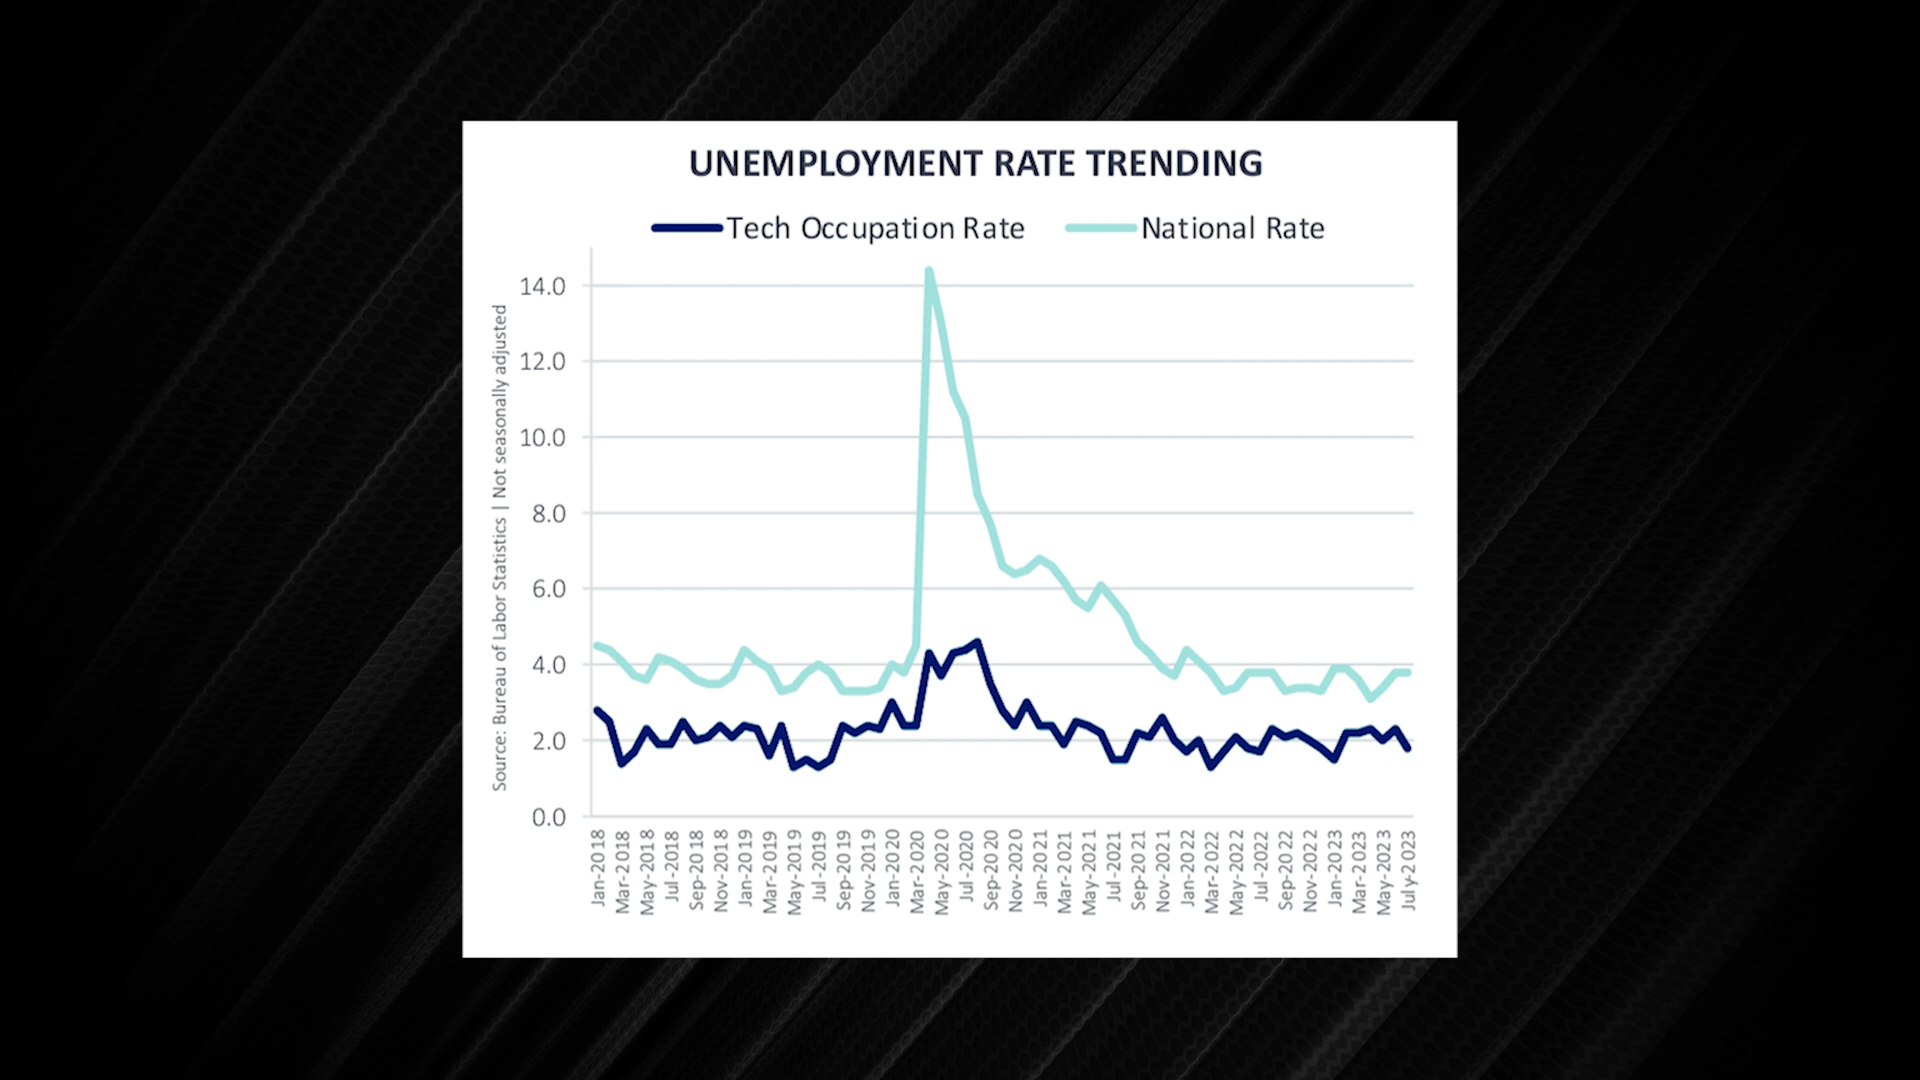 UNEMPLOYMENT RATE TRENDING
Tech Occupation Rate
National Rate
Source: Bureau of Labor Statistics | Not seasonally adjusted
14.0
12.0
10.0
8.0
6.0
4.0
2.0
0.0
Jan-2018
Mar-2018
May-2018
Jul-2018
Sep-2018
Nov-2018
Jan-2019
Mar-2019
May-2019
Jul-2019
Sep-2019
Nov-2019
Jan-2020
Mar-2020
May-2020
Jul-2020
Sep-2020
Nov-2020
Jan-2021
Mar-2021
May-2021
Jul-2021
Sep-2021
Nov-2021
Jan-2022
Mar-2022
May-2022
Jul-2022
Sep-2022
Nov-2022
Jan-2023
Mar-2023
May-2023
July-2023